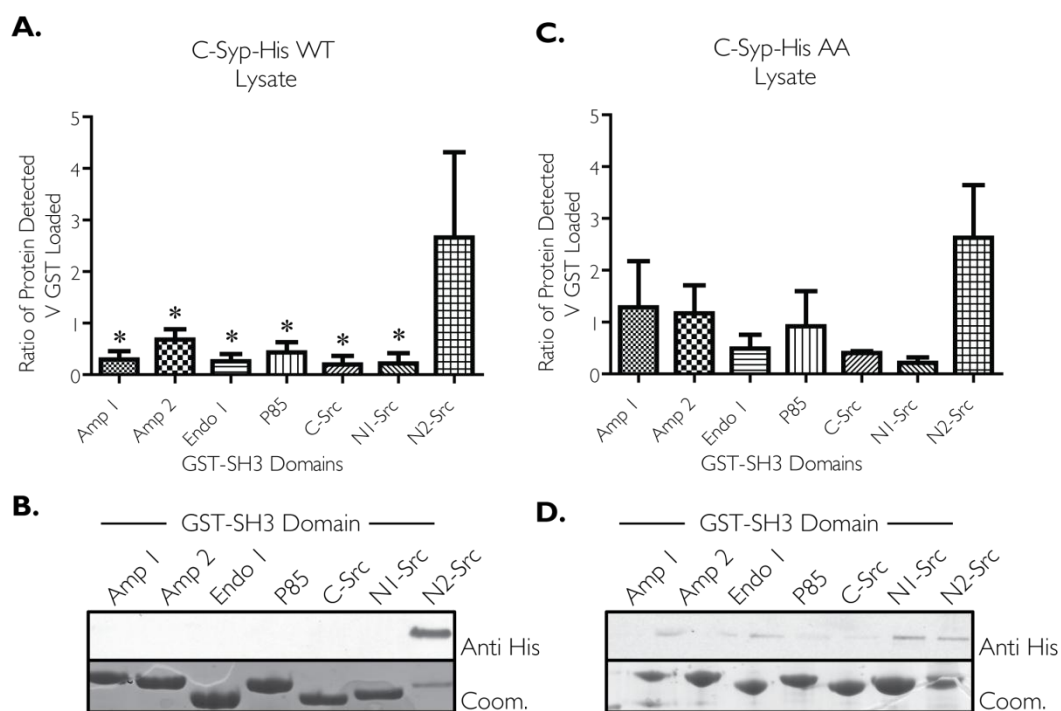 A.
C-Syp-His WT
Lysate
Ratio of Protein Detected
V GST Loaded
5
4
3
2
1
0
* * * * * *
Amp 1 Amp 2 Endo 1 P85 C-Src N1-Src N2-Src
GST-SH3 Domains
B.
GST-SH3 Domain
Amp 1 Amp 2 Endo 1 P85 C-Src N1-Src N2-Src
Anti His
Coom.
C.
C-Syp-His AA
Lysate
Ratio of Protein Detected
V GST Loaded
5
4
3
2
1
0
Amp 1 Amp 2 Endo 1 P85 C-Src N1-Src N2-Src
GST-SH3 Domains
D.
GST-SH3 Domain
Amp 1 Amp 2 Endo 1 P85 C-Src N1-Src N2-Src
Anti His
Coom.